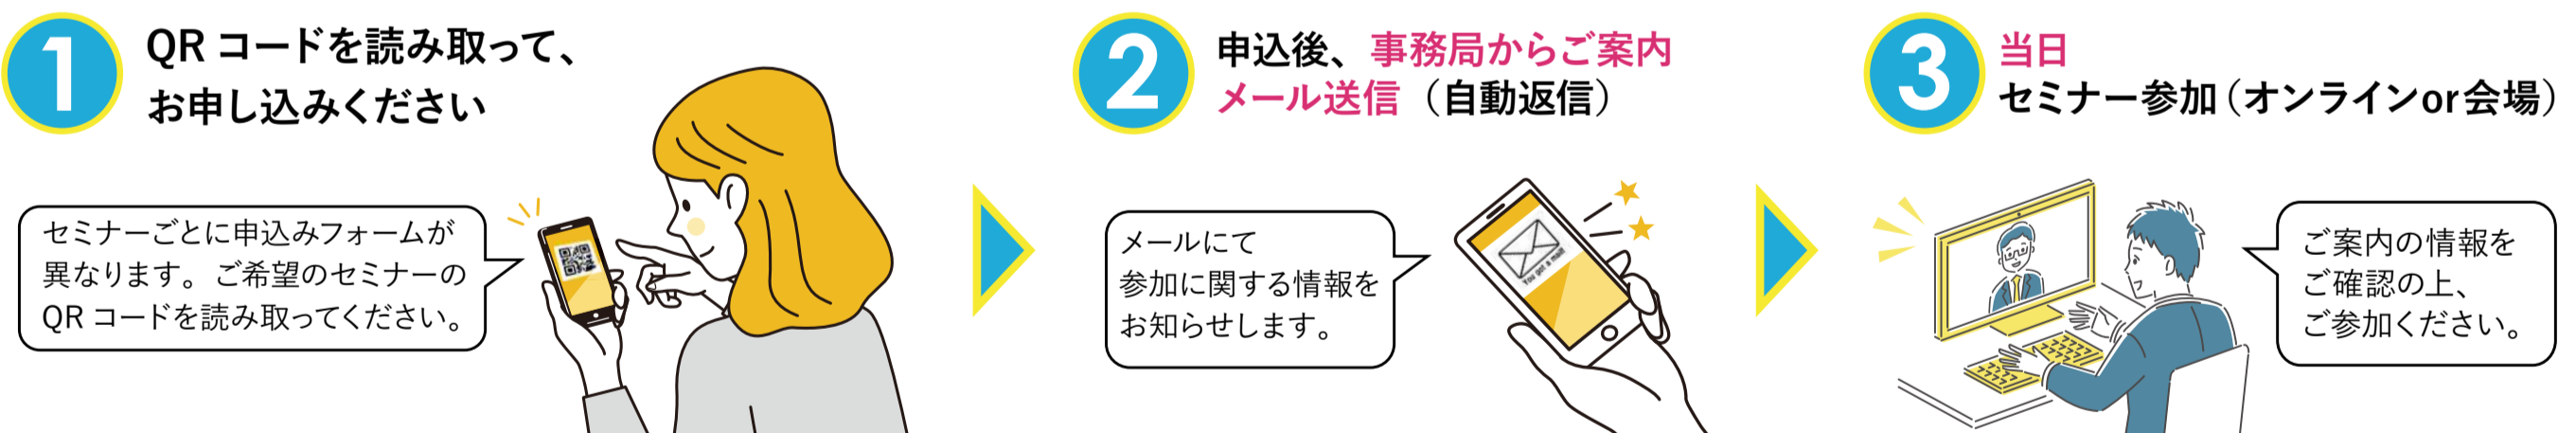 1
QR コードを読み取って、
お申し込みください
セミナーごとに申込みフォームが
異なります。ご希望のセミナーの
QR コードを読み取ってください。
2
申込後、事務局からご案内
メール送信（自動返信）
メールにて
参加に関する情報を
お知らせします。
You got a mail!
3
当日
セミナー参加（オンラインor会場）
ご案内の情報を
ご確認の上、
ご参加ください。